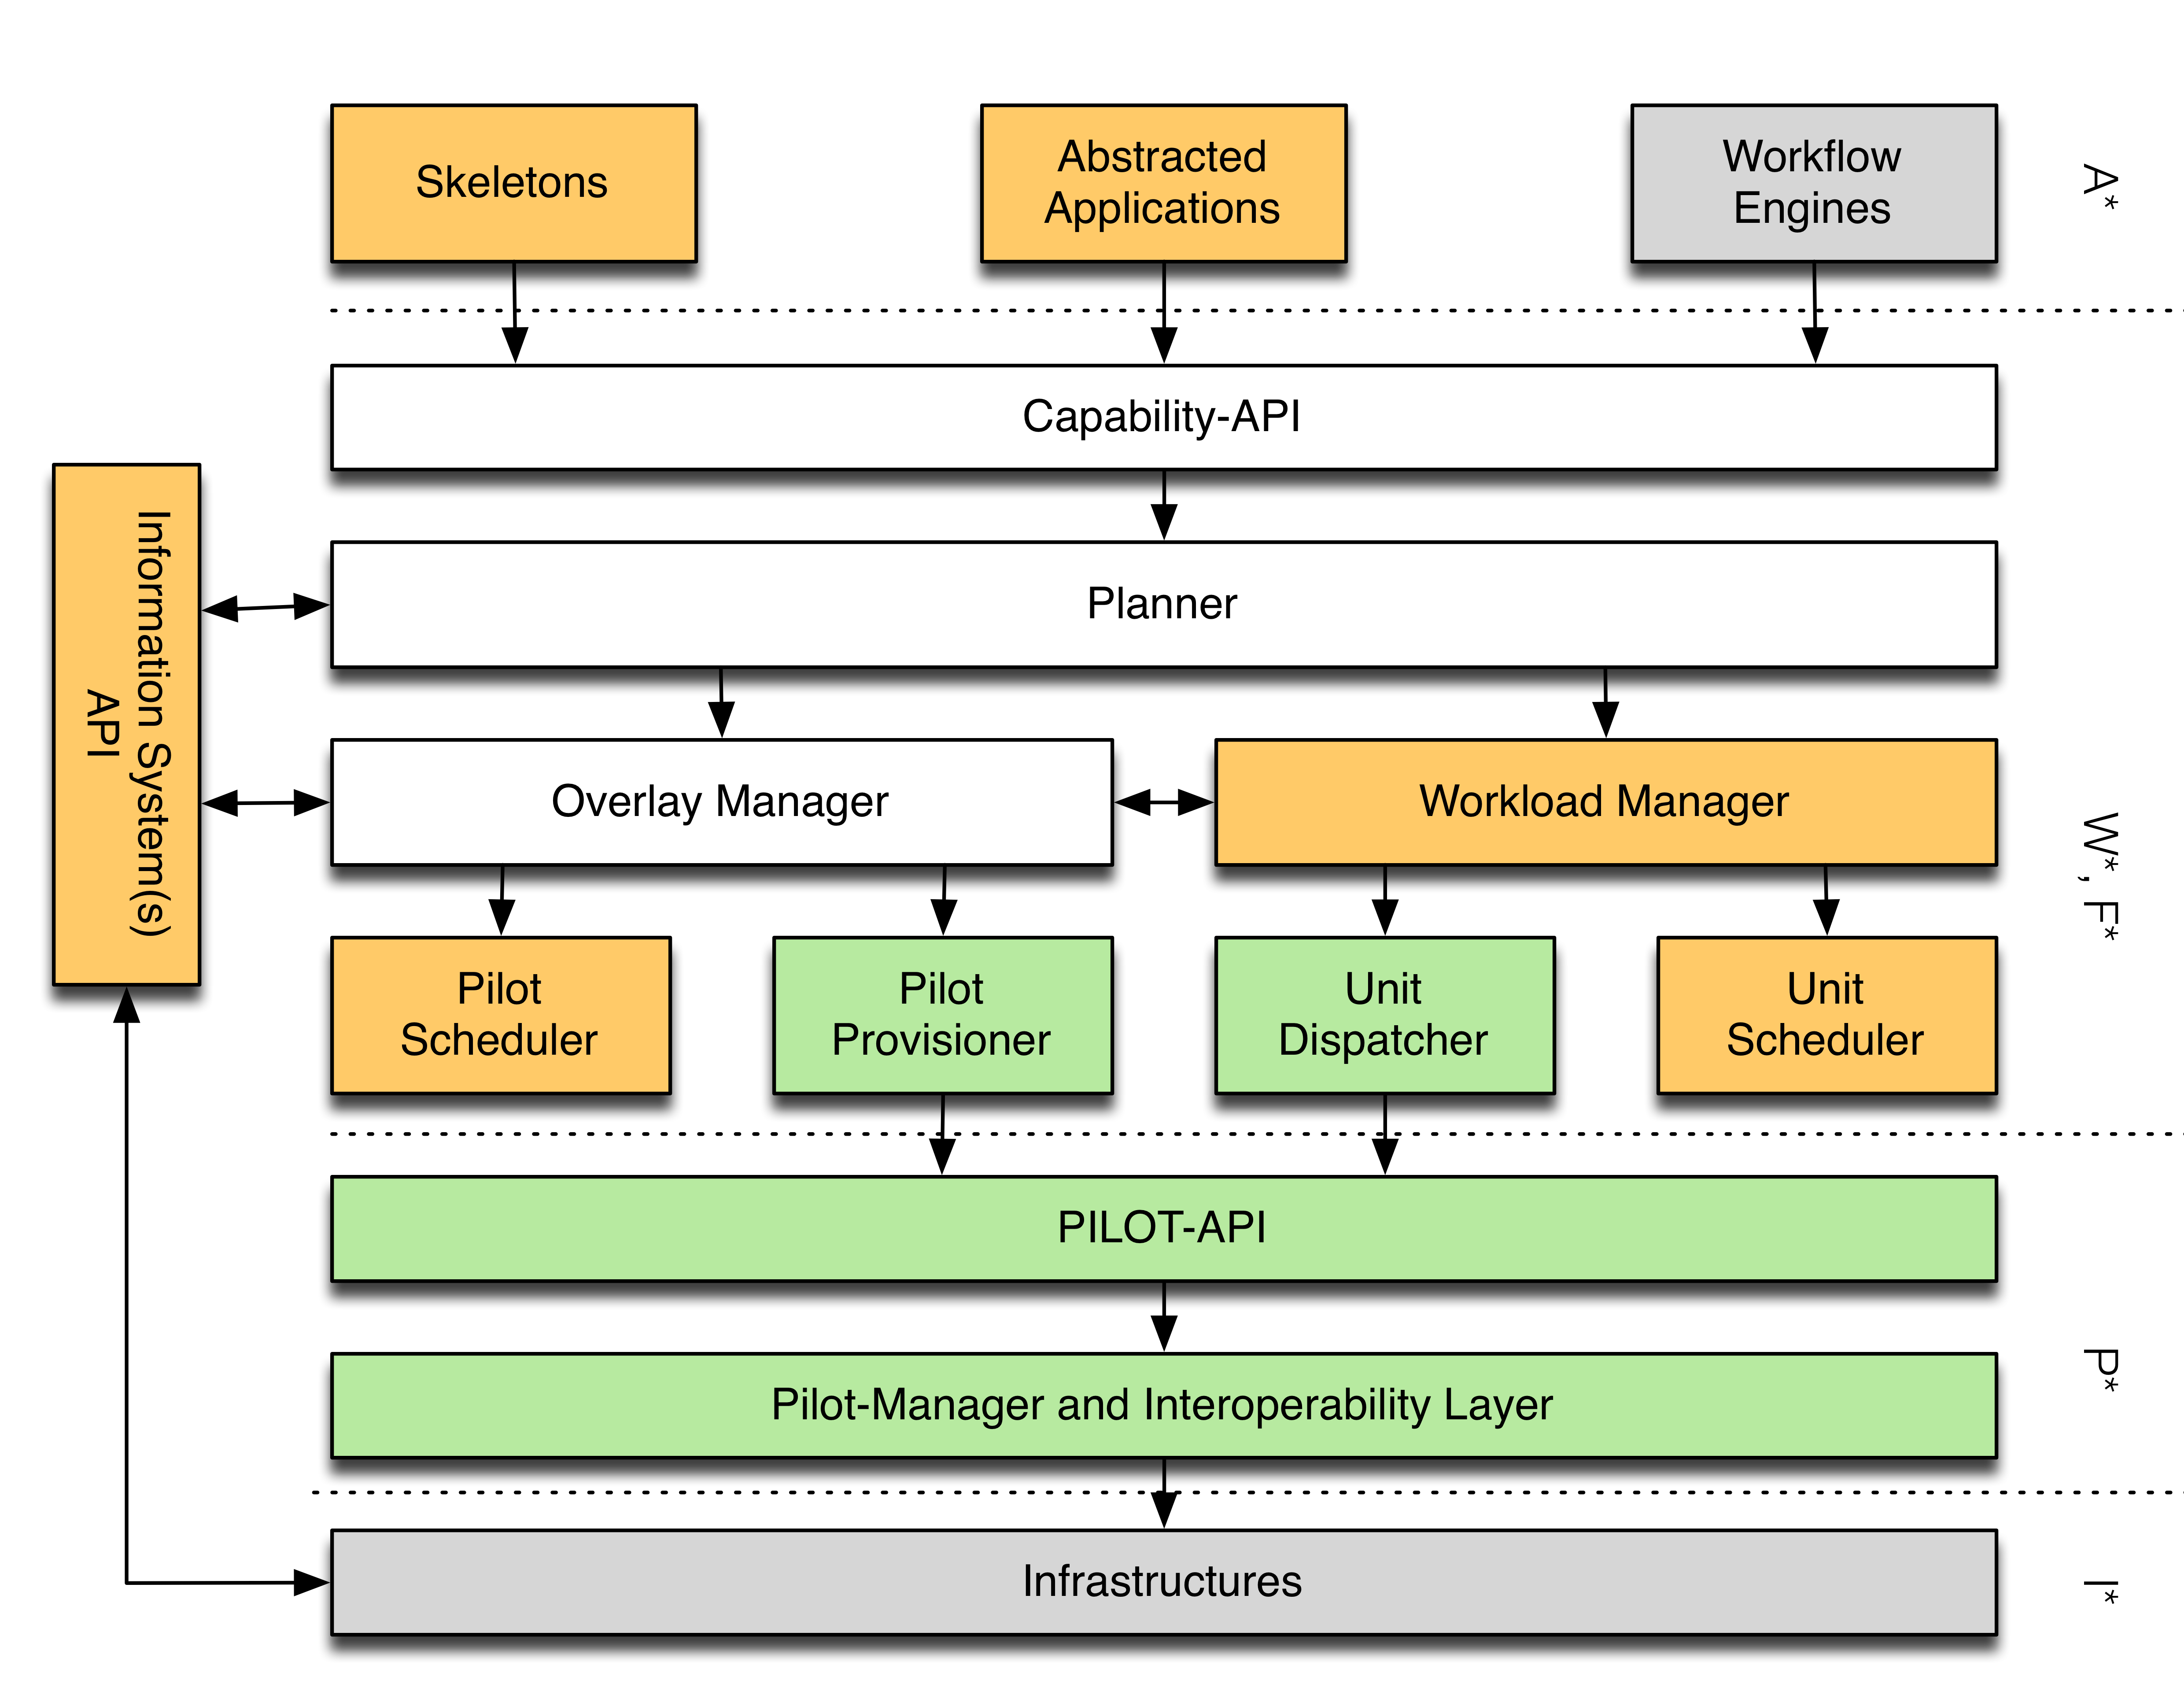 Skeletons
Abstracted
Applications
Workflow
Engines
A*
Capability-API
Information System(s)
API
Planner
Overlay Manager
Workload Manager
W*, F*
Pilot
Scheduler
Pilot
Provisioner
Unit
Dispatcher
Unit
Scheduler
PILOT-API
Pilot-Manager and Interoperability Layer
P*
Infrastructures
I*